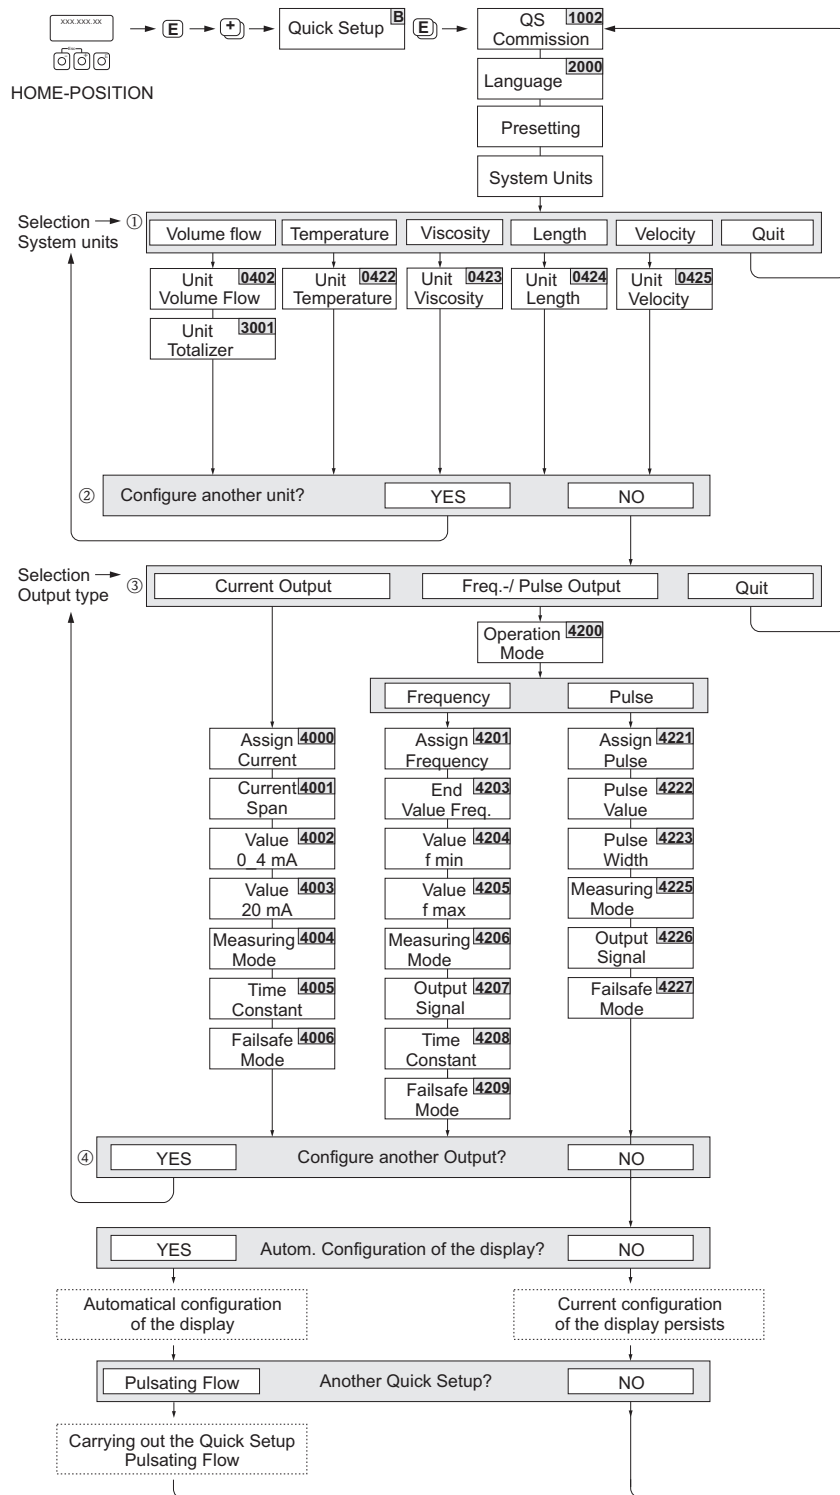 xxx.xxx.xx
Esc
- + E
HOME-POSITION
E
+
Quick Setup B
E
QS 1002
Commission
Language 2000
Presetting
System Units
Selection
System units
①
Volume flow
Temperature
Viscosity
Length
Velocity
Quit
Unit 0402
Volume Flow
Unit 0422
Temperature
Unit 0423
Viscosity
Unit 0424
Length
Unit 0425
Velocity
Unit 3001
Totalizer
② Configure another unit?
YES
NO
Selection
Output type
③
Current Output
Freq.-/ Pulse Output
Quit
Operation 4200
Mode
Frequency
Pulse
Assign 4000
Current
Current 4001
Span
Value 4002
0_4 mA
Value 4003
20 mA
Measuring 4004
Mode
Time 4005
Constant
Failsafe 4006
Mode
Assign 4201
Frequency
End 4203
Value Freq.
Value 4204
f min
Value 4205
f max
Measuring 4206
Mode
Output 4207
Signal
Time 4208
Constant
Failsafe 4209
Mode
Assign 4221
Pulse
Pulse 4222
Value
Pulse 4223
Width
Measuring 4225
Mode
Output 4226
Signal
Failsafe 4227
Mode
④
YES
Configure another Output?
NO
YES
Autom. Configuration of the display?
NO
Automatical configuration
of the display
Current configuration
of the display persists
Pulsating Flow
Another Quick Setup?
NO
Carrying out the Quick Setup
Pulsating Flow